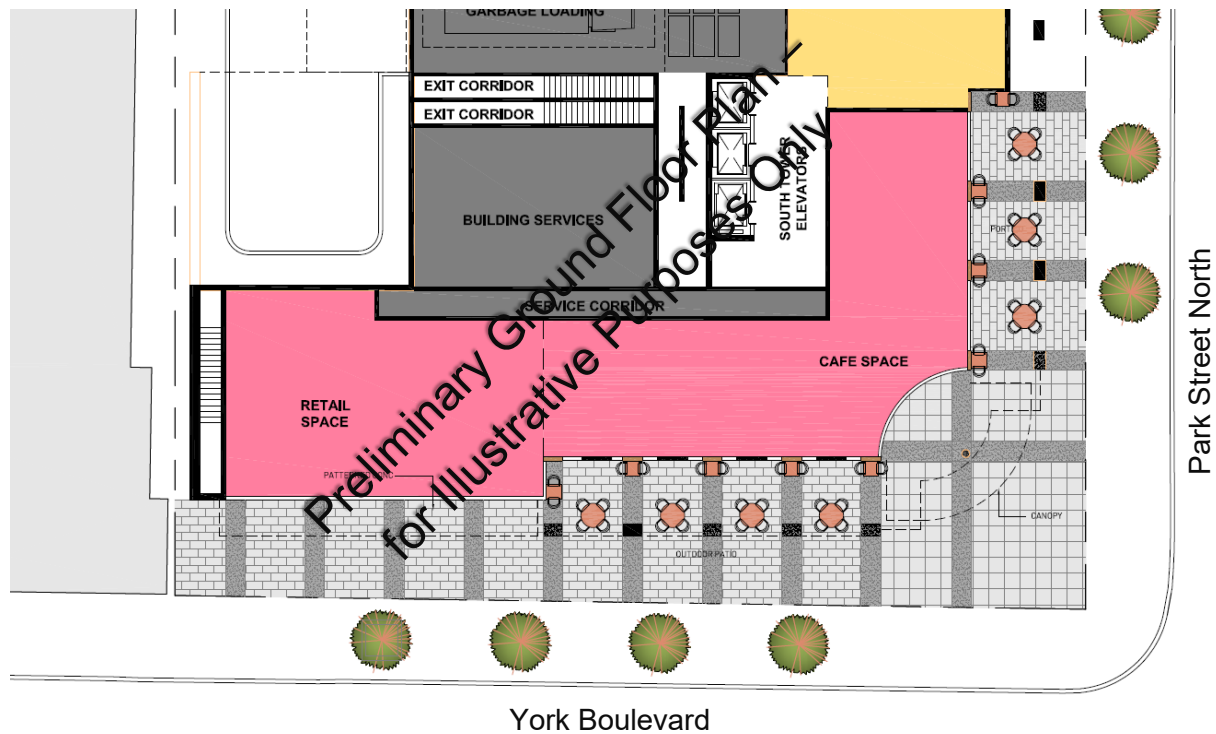 GARBAGE LOADING
EXIT CORRIDOR
EXIT CORRIDOR
BUILDING SERVICES
SOUTH TOWER
ELEVATORS
SERVICE CORRIDOR
CAFE SPACE
RETAIL
SPACE
CANOPY
OUTDOOR PATIO
Preliminary Ground Floor Plan –
for Illustrative Purposes Only
Park Street North
York Boulevard